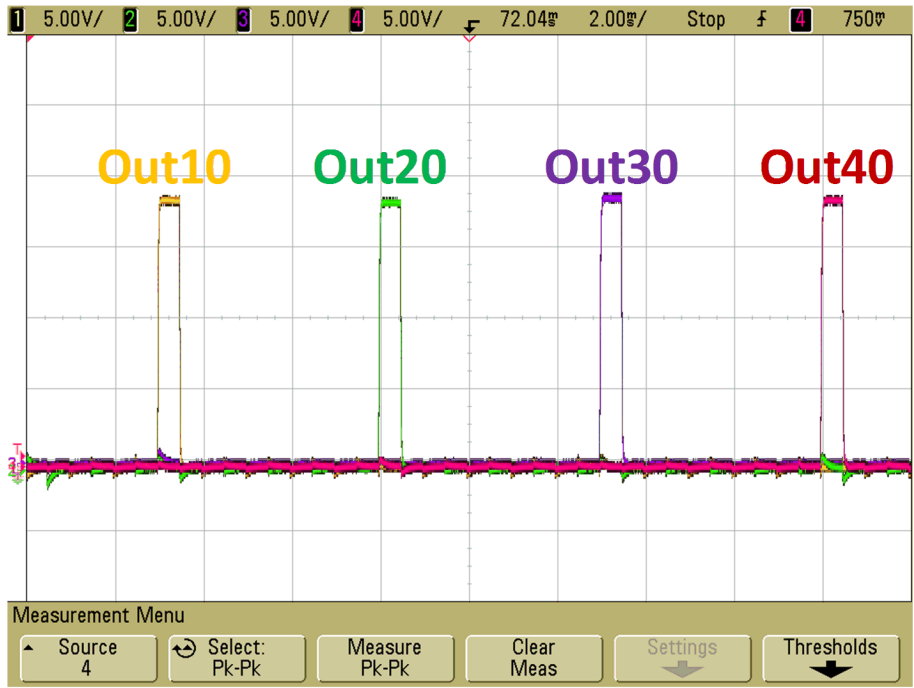 1 5.00V/ 2 5.00V/ 3 5.00V/ 4 5.00V/ 72.04ms 2.00ms/ Stop 4 750mV
Out10 Out20 Out30 Out40
T
Measurement Menu
Source Select: Measure Clear Settings Thresholds
4 Pk-Pk Pk-Pk Meas